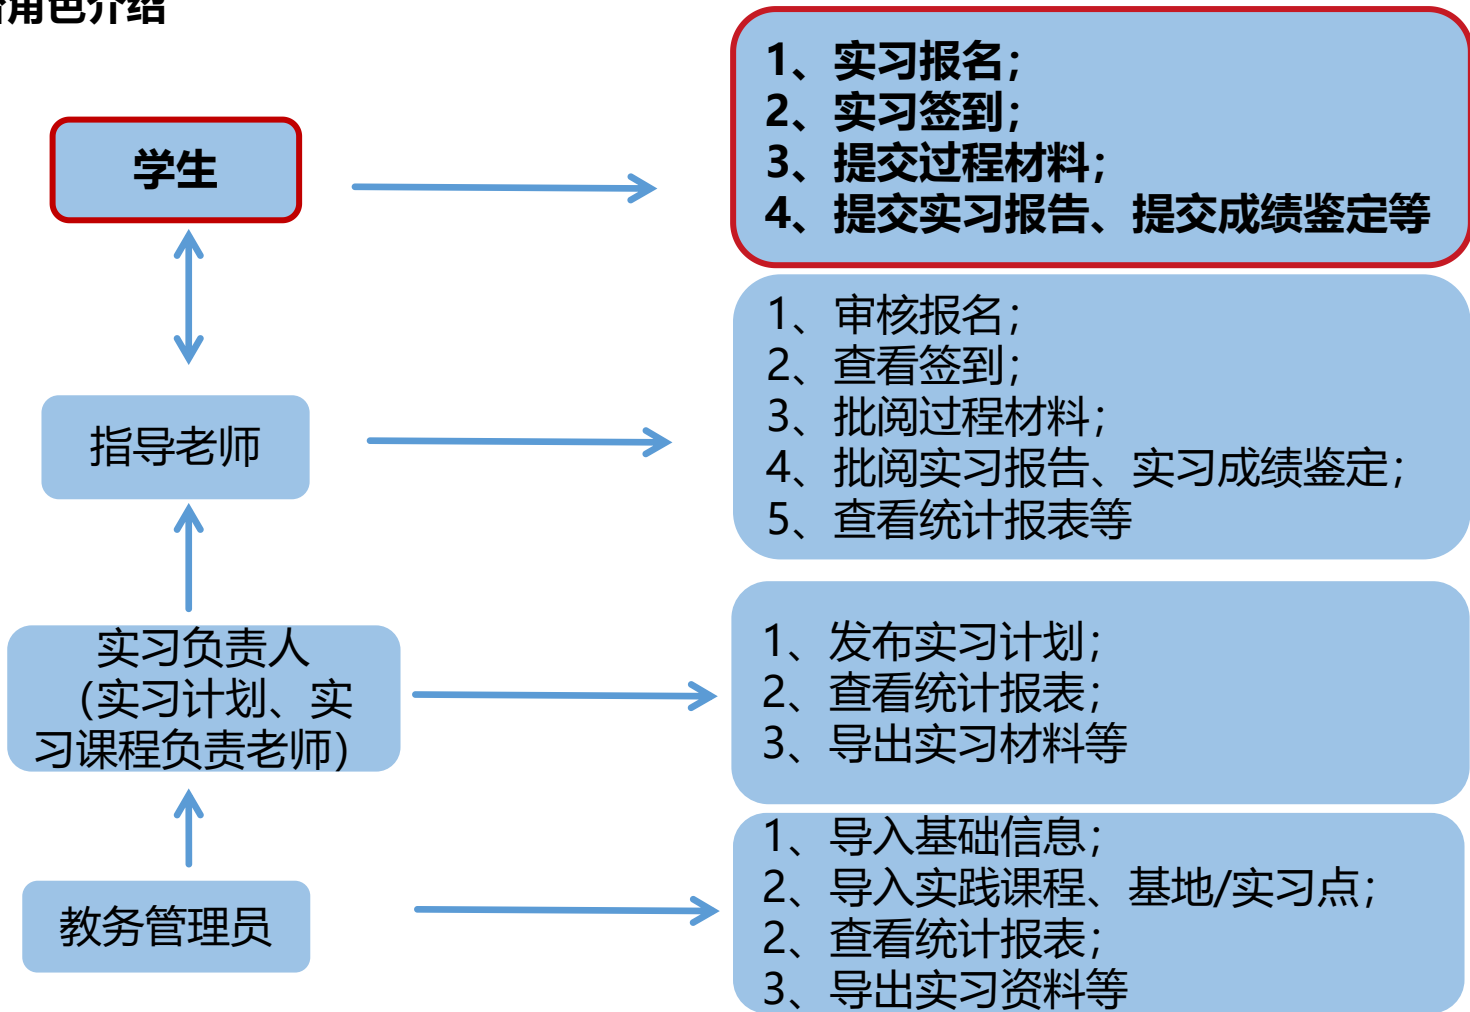 角色介绍
1、实习报名；
2、实习签到；
3、提交过程材料；
4、提交实习报告、提交成绩鉴定等
学生
1、审核报名；
2、查看签到；
3、批阅过程材料；
4、批阅实习报告、实习成绩鉴定；
5、查看统计报表等
指导老师
实习负责人
（实习计划、实
习课程负责老师）
1、发布实习计划；
2、查看统计报表；
3、导出实习材料等
教务管理员
1、导入基础信息；
2、导入实践课程、基地/实习点；
2、查看统计报表；
3、导出实习资料等